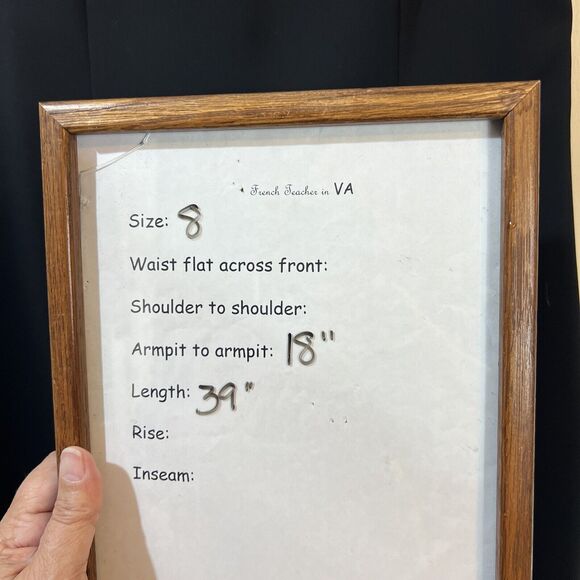 French Teacher in VA
Size: 8
Waist flat across front:
Shoulder to shoulder:
Armpit to armpit: 18"
Length: 39"
Rise:
Inseam: